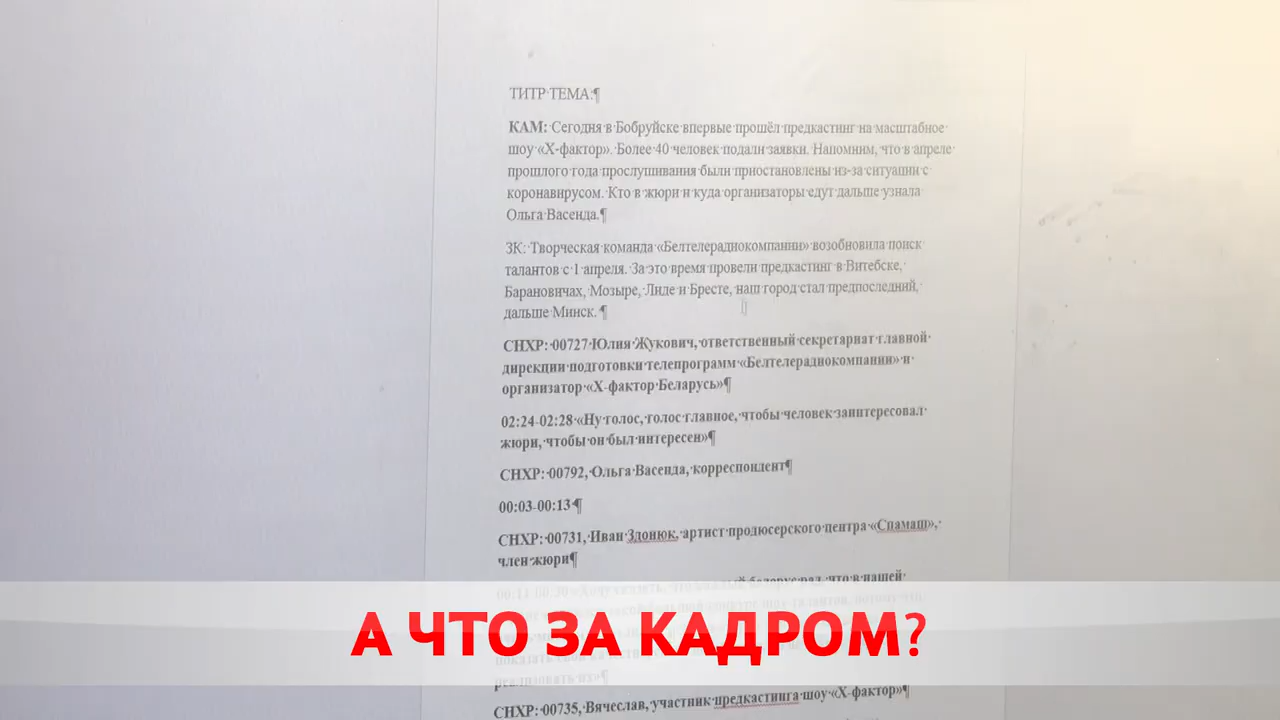 ТИТР ТЕМА:¶
КАМ: Сегодня в Бобруйске впервые прошёл предкастинг на масштабное
шоу «Х-фактор». Более 40 человек подали заявки. Напомним, что в апреле
прошлого года прослушивания были приостановлены из-за ситуации с
коронавирусом. Кто в жюри и куда организаторы едут дальше узнала
Ольга Васенда.¶
ЗК: Творческая команда «Белтелерадиокомпании» возобновила поиск
талантов с 1 апреля. За это время провели предкастинг в Витебске,
Барановичах, Мозыре, Лиде и Бресте, наш город стал предпоследний,
дальше Минск. ¶
СНХР: 00727 Юлия Жукович, ответственный секретариат главной
дирекции подготовки телепрограмм «Белтелерадиокомпании» и
организатор «Х-фактор Беларусь»¶
02:24-02:28 «Ну голос, голос главное, чтобы человек заинтересовал
жюри, чтобы он был интересен»¶
СНХР: 00792, Ольга Васенда, корреспондент¶
00:03-00:13¶
СНХР: 00731, Иван Здонюк, артист продюсерского центра «Спамаш»,
член жюри¶
белорус рад, что в нашей
А ЧТО ЗА КАДРОМ?
СНХР: 00735, Вячеслав, участник предкастинга шоу «Х-фактор»¶